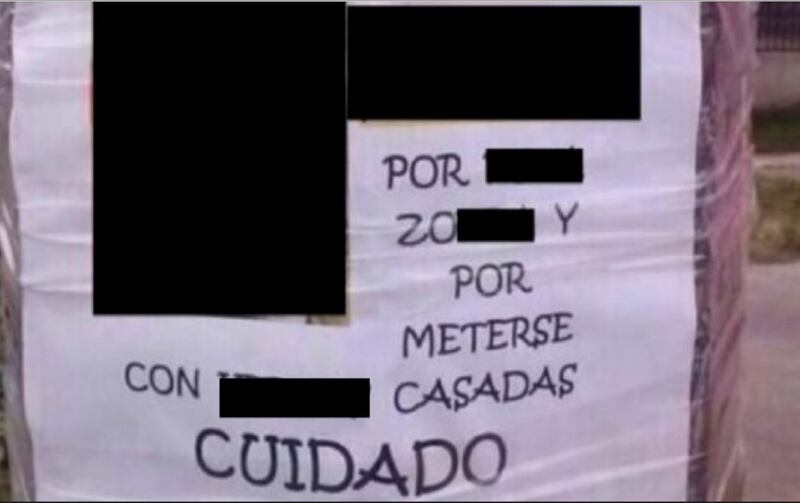 POR
ZO Y
POR
METERSE
CON CASADAS
CUIDADO